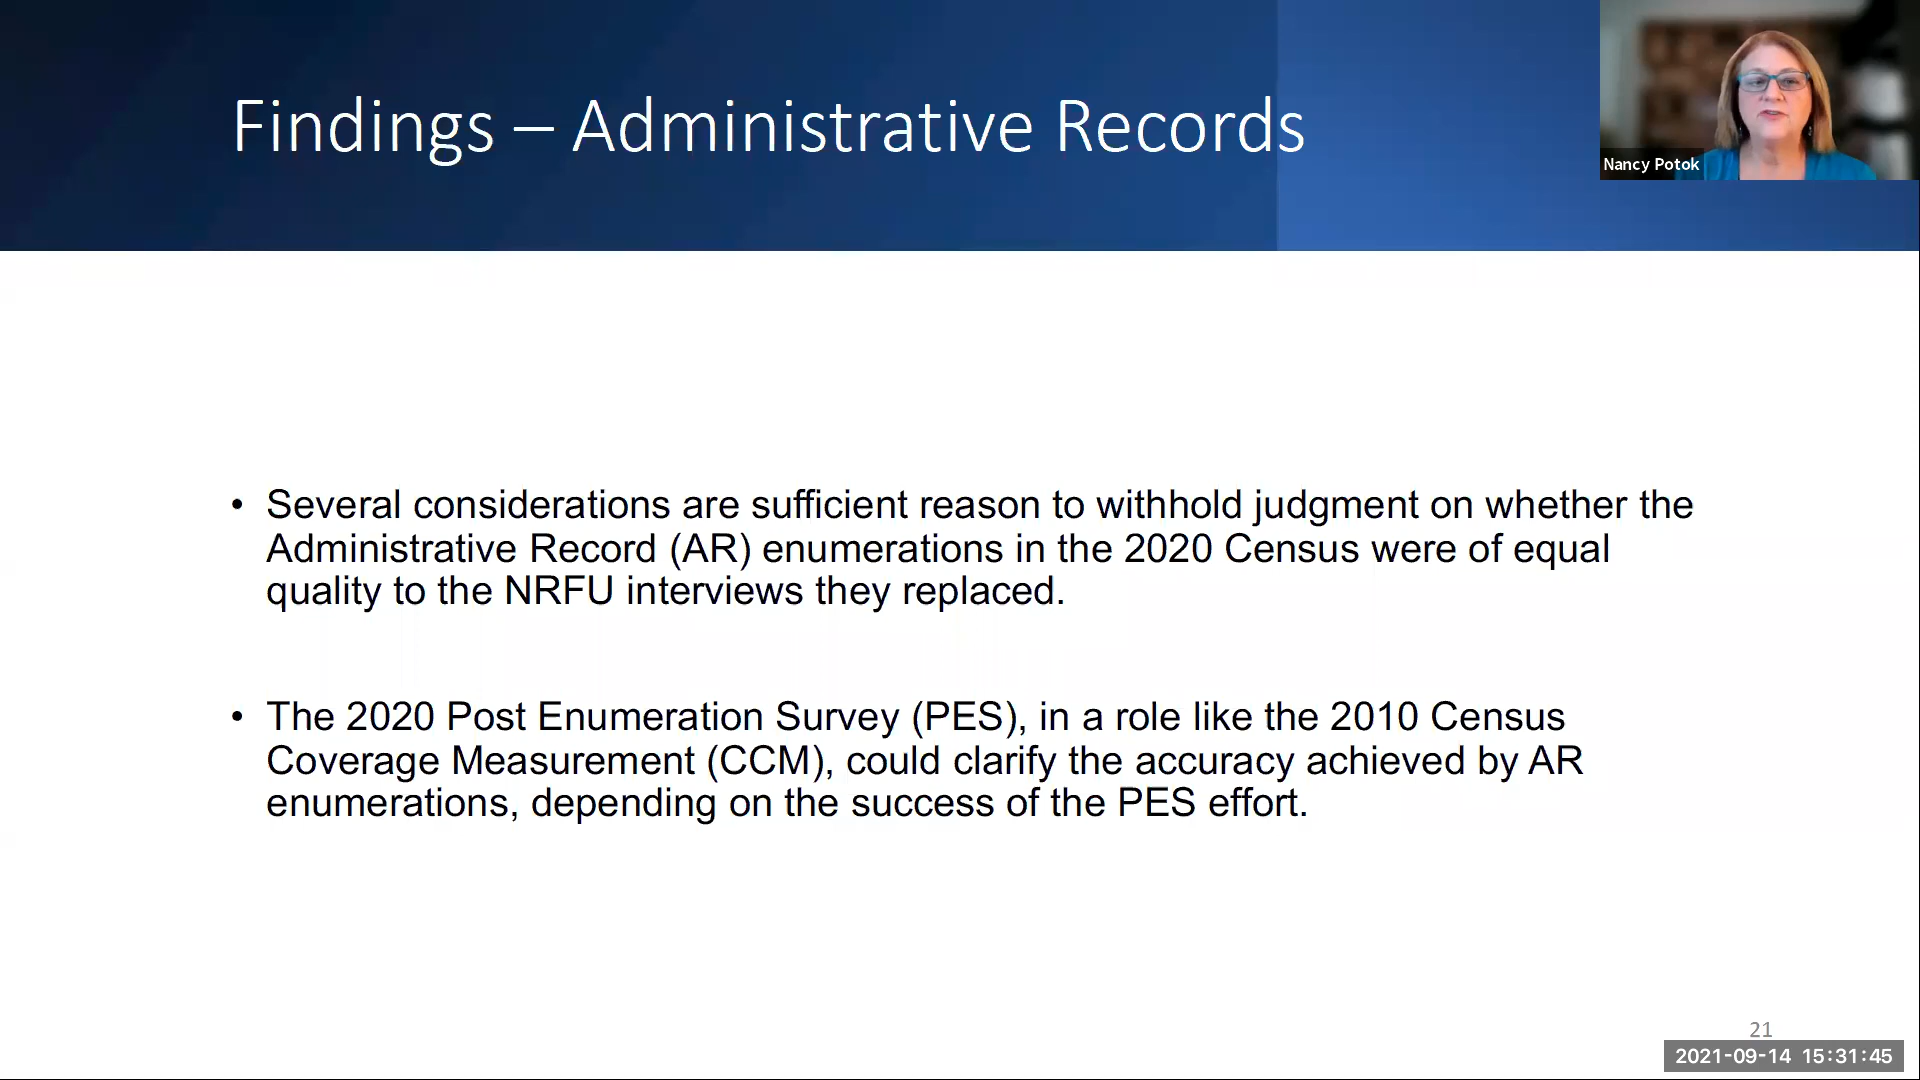 Findings – Administrative Records
Nancy Potok
• Several considerations are sufficient reason to withhold judgment on whether the
Administrative Record (AR) enumerations in the 2020 Census were of equal
quality to the NRFU interviews they replaced.
• The 2020 Post Enumeration Survey (PES), in a role like the 2010 Census
Coverage Measurement (CCM), could clarify the accuracy achieved by AR
enumerations, depending on the success of the PES effort.
21
2021-09-14 15:31:45